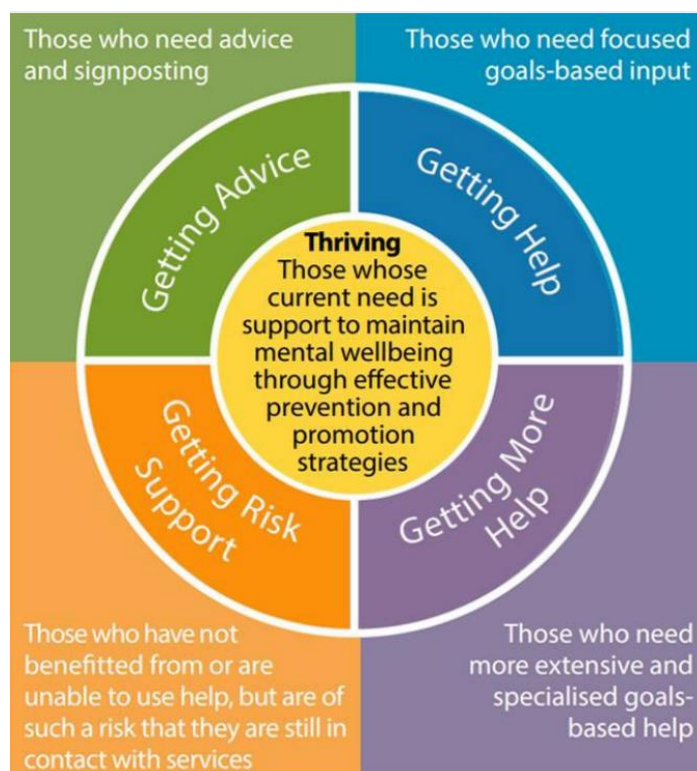 Those who need advice
and signposting
Those who need focused
goals-based input
Getting Advice
Getting Help
Thriving
Those whose
current need is
support to maintain
mental wellbeing
through effective
prevention and
promotion
strategies
Getting Risk
Support
Getting More
Help
Those who have not
benefitted from or are
unable to use help, but are of
such a risk that they are still in
contact with services
Those who need
more extensive and
specialised goals-
based help